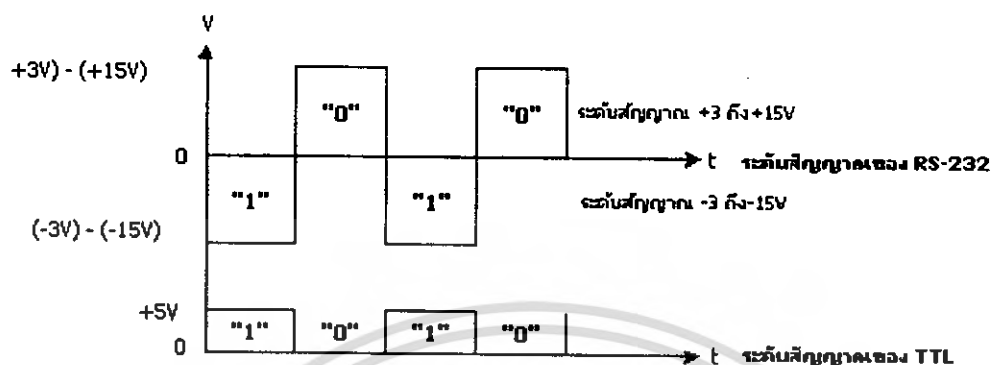 V
+3V) - (+15V)
"0" "0" ระดับสัญญาณ +3 ถึง+15V
0 t ระดับสัญญาณของ RS-232
"1" "1" ระดับสัญญาณ -3 ถึง-15V
(-3V) - (-15V)
+5V
"1" "0" "1" "0"
0 t ระดับสัญญาณของ TTL